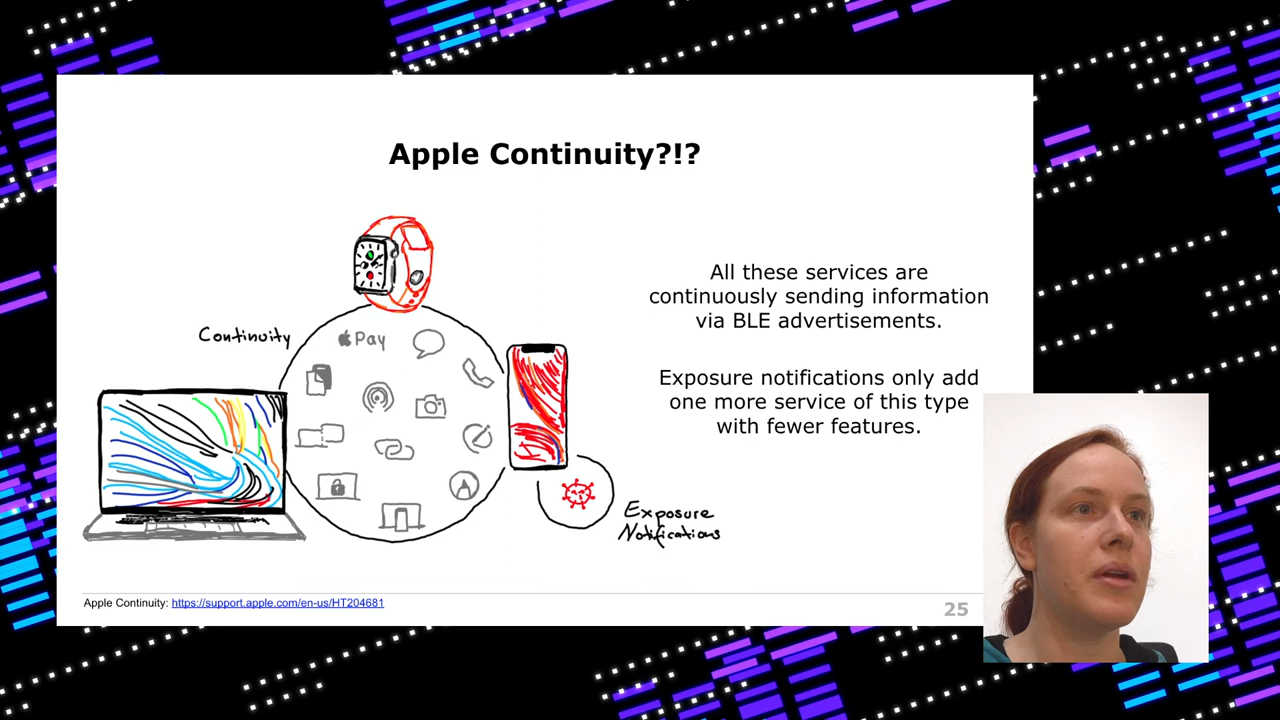 Apple Continuity?!?
All these services are
continuously sending information
via BLE advertisements.
Continuity
Pay
Exposure notifications only add
one more service of this type
with fewer features.
Exposure
Notifications
Apple Continuity: https://support.apple.com/en-us/HT204681
25